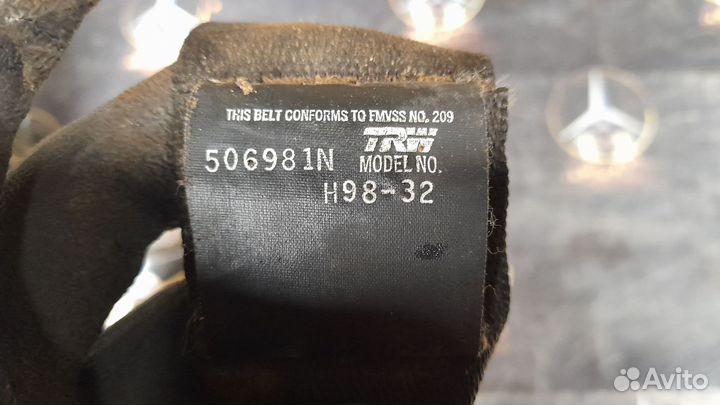 THIS BELT CONFORMS TO FMVSS NO. 209
TRW
506981N MODEL NO.
H98-32
Avito